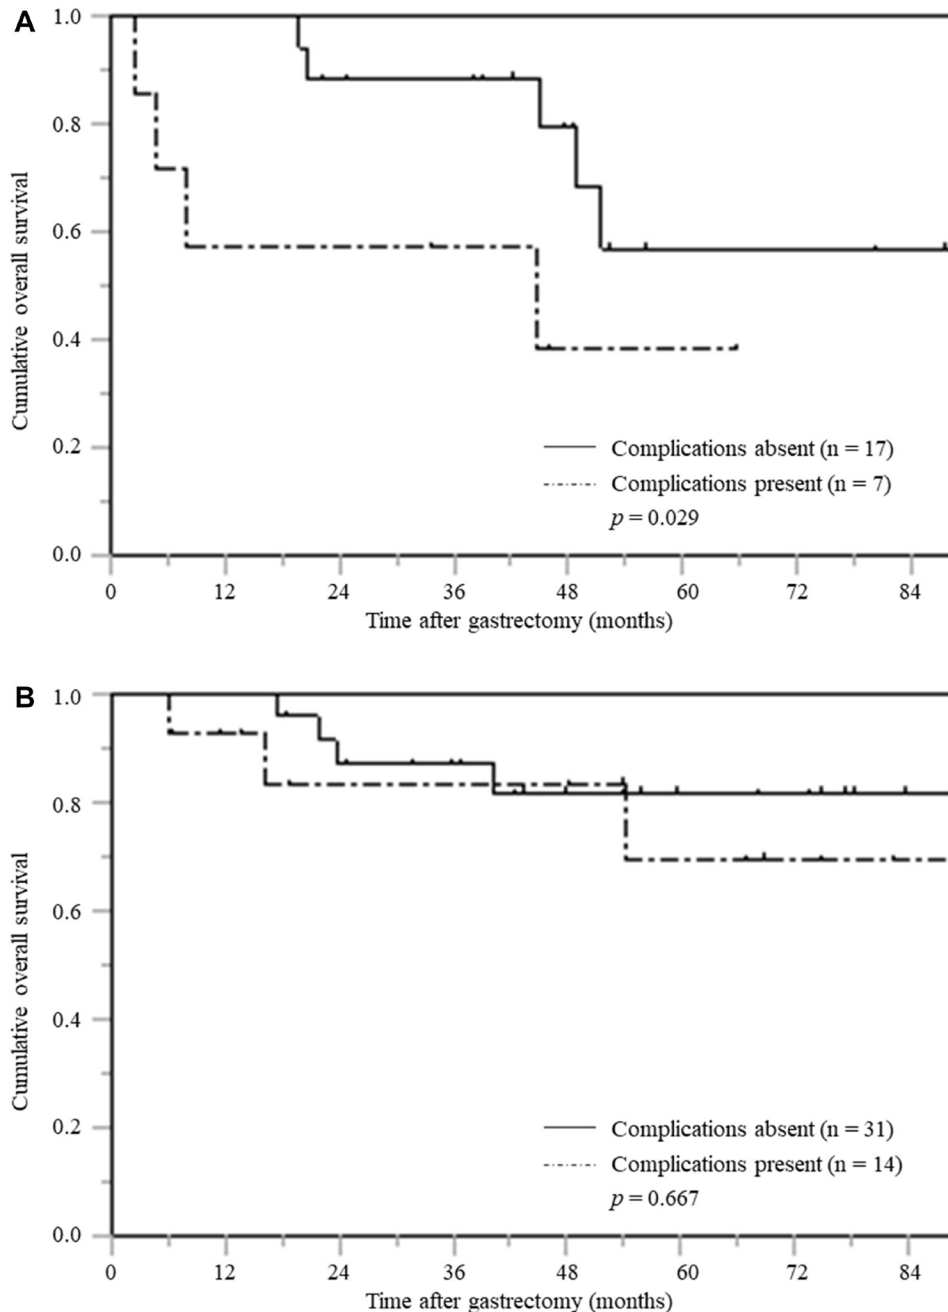 A
1.0
0.8
0.6
0.4
0.2
0.0
Cumulative overall survival
Complications absent (n = 17)
Complications present (n = 7)
p = 0.029
0 12 24 36 48 60 72 84
Time after gastrectomy (months)
B
1.0
0.8
0.6
0.4
0.2
0.0
Cumulative overall survival
Complications absent (n = 31)
Complications present (n = 14)
p = 0.667
0 12 24 36 48 60 72 84
Time after gastrectomy (months)